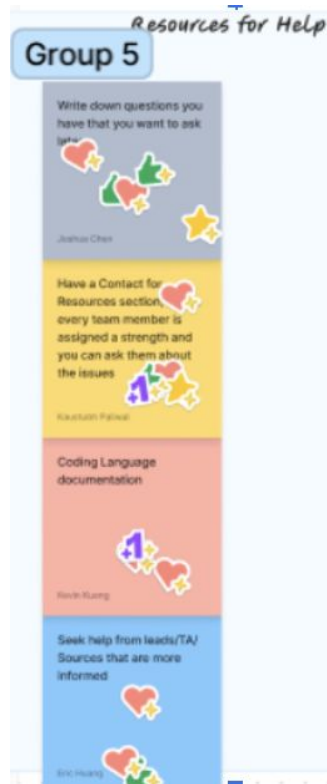 Resources for Help
Group 5
Write down questions you
have that you want to ask
Joshua Chen
Have a Contact for
Resources section,
every team member is
assigned a strength and
you can ask them about
the issues
Kaustubh Paliwal
Coding Language
documentation
Kevin Kuang
Seek help from leads/TA/
Sources that are more
informed
Eric Huang